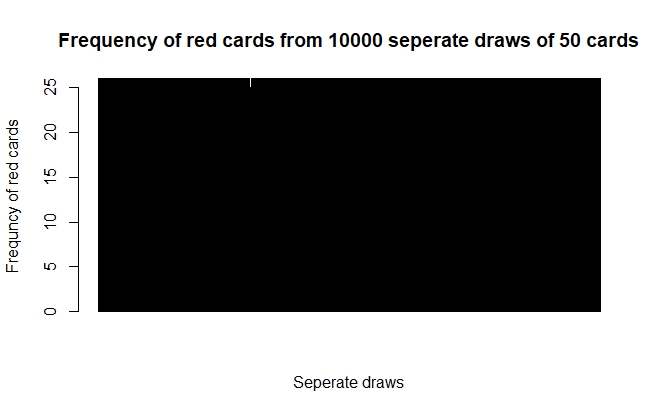 Frequency of red cards from 10000 seperate draws of 50 cards
Frequncy of red cards
25
20
15
10
5
0
Seperate draws